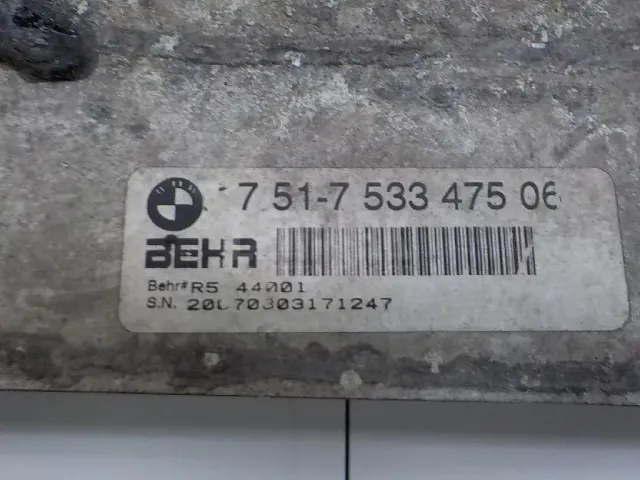 7 51-7 533 475 06
BEHR
Behr# R5 44001
S.N. 20070303171247